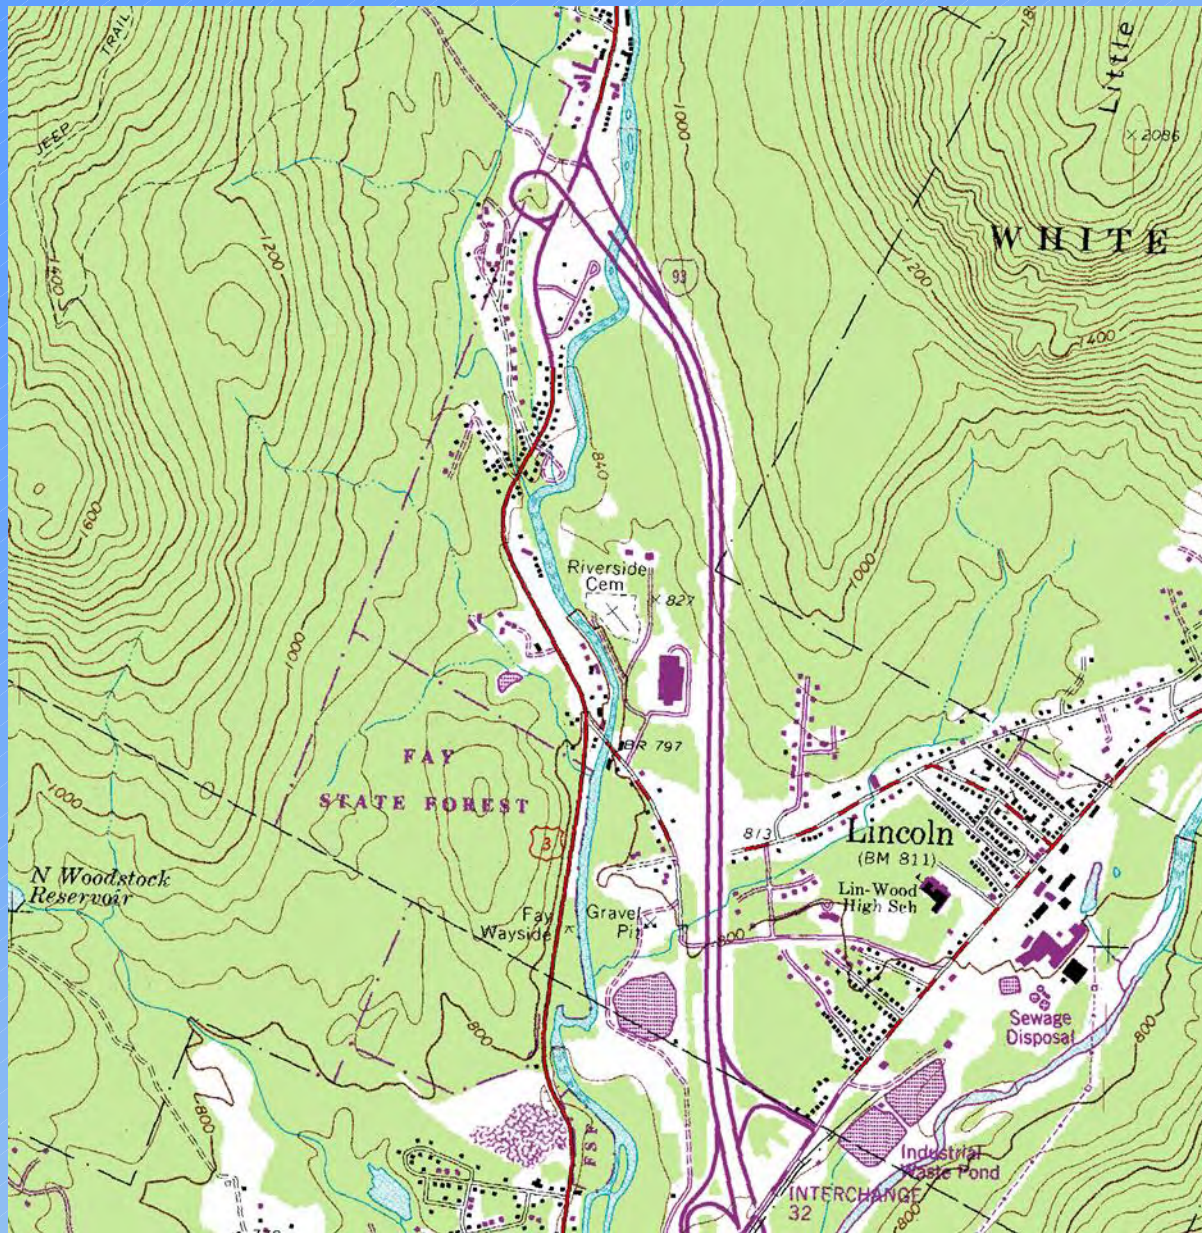 TRAIL
JEEP
Little
1000
× 2086
WHITE
1200
1400
93
1200
1400
840
1600
Riverside
Cem
827
1000
1000
BR 797
FAY
STATE FOREST
3
1000
813
Lincoln
(BM 811)
N Woodstock
Reservoir
Lin-Wood
High Sch
Fay
Wayside
Gravel
Pit
800
800
Sewage
Disposal
800
800
FSF
Industrial
Waste Pond
INTERCHANGE
32
800